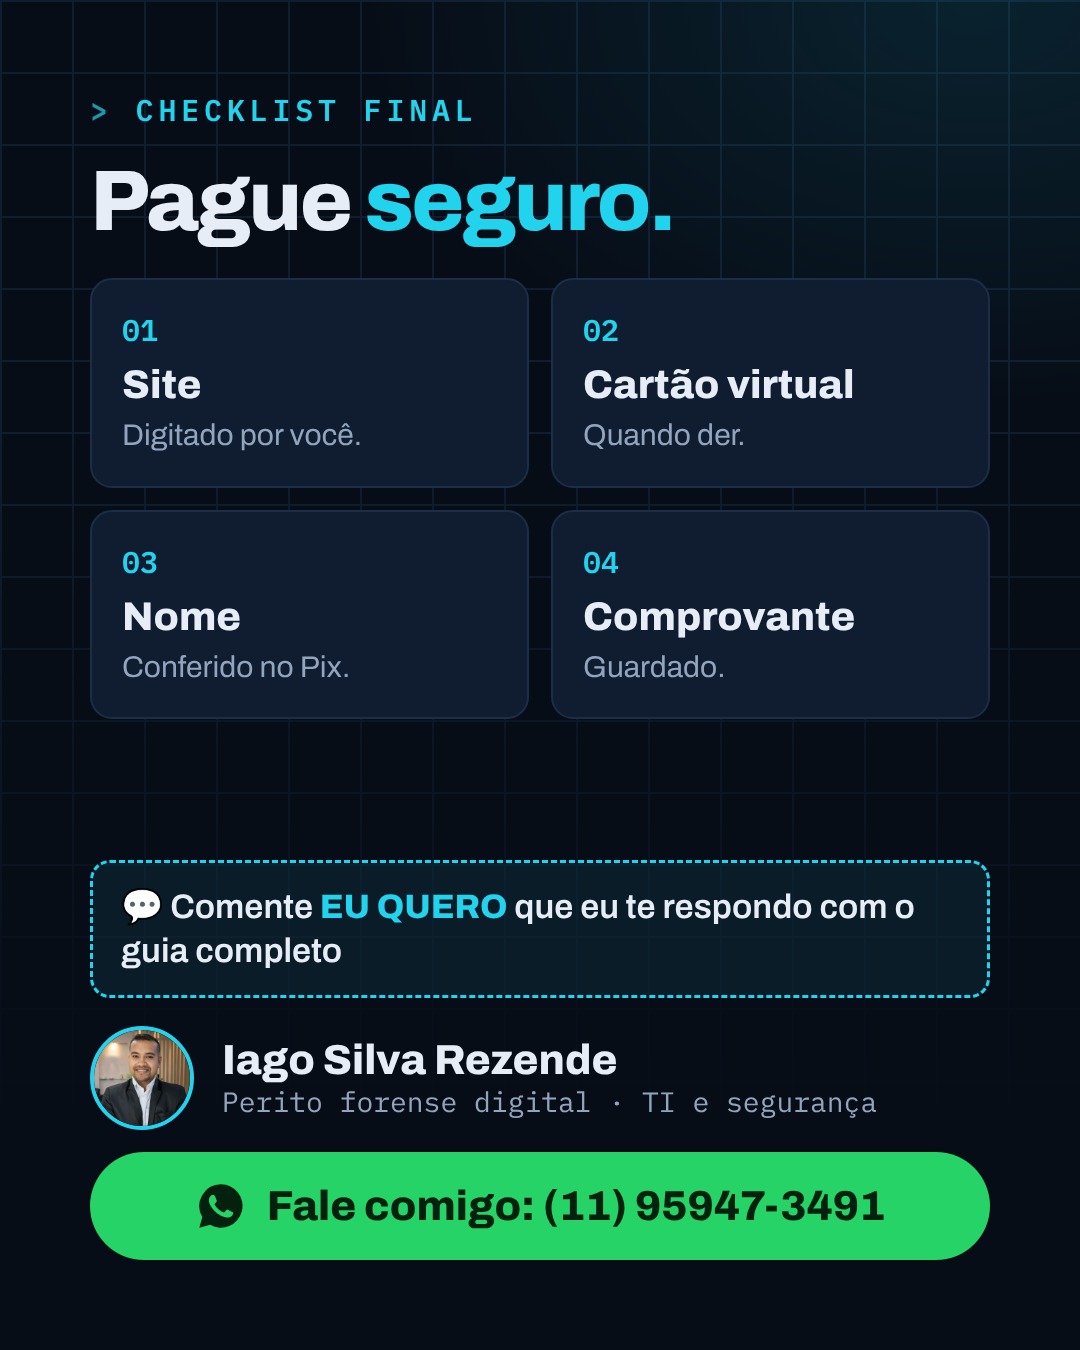 > CHECKLIST FINAL
Pague seguro.
01
Site
Digitado por você.
02
Cartão virtual
Quando der.
03
Nome
Conferido no Pix.
04
Comprovante
Guardado.
💬 Comente EU QUERO que eu te respondo com o
guia completo
Iago Silva Rezende
Perito forense digital · TI e segurança
Fale comigo: (11) 95947-3491